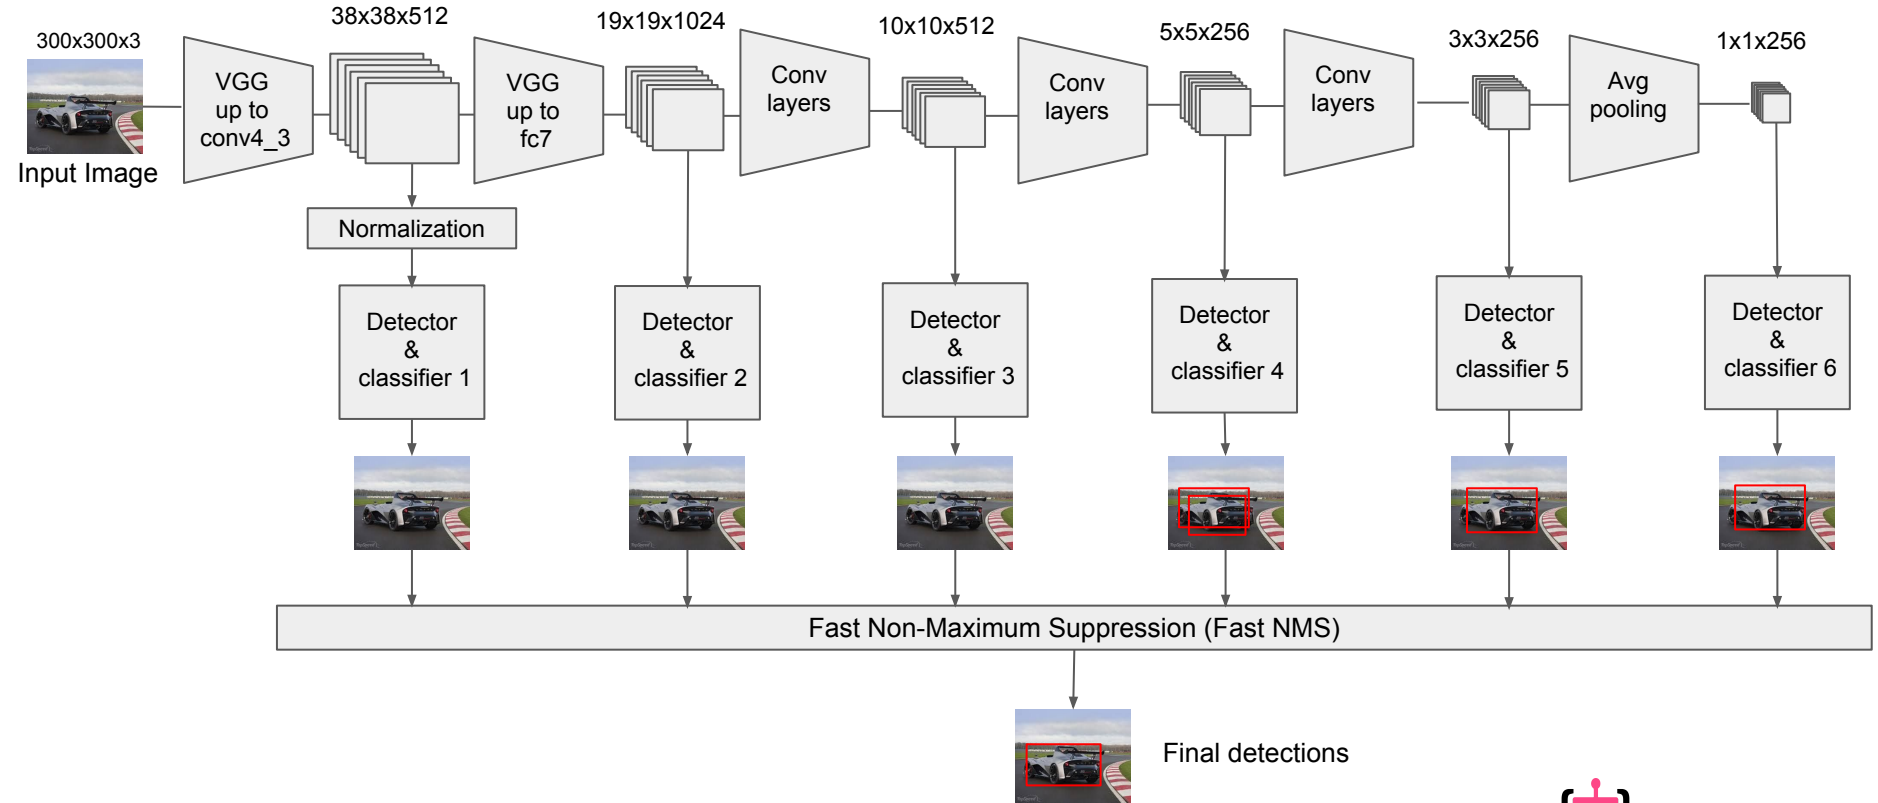 300x300x3
38x38x512
19x19x1024
10x10x512
5x5x256
3x3x256
1x1x256
Input Image
VGG
up to
conv4_3
VGG
up to
fc7
Conv
layers
Conv
layers
Conv
layers
Avg
pooling
Normalization
Detector
&
classifier 1
Detector
&
classifier 2
Detector
&
classifier 3
Detector
&
classifier 4
Detector
&
classifier 5
Detector
&
classifier 6
Fast Non-Maximum Suppression (Fast NMS)
Final detections